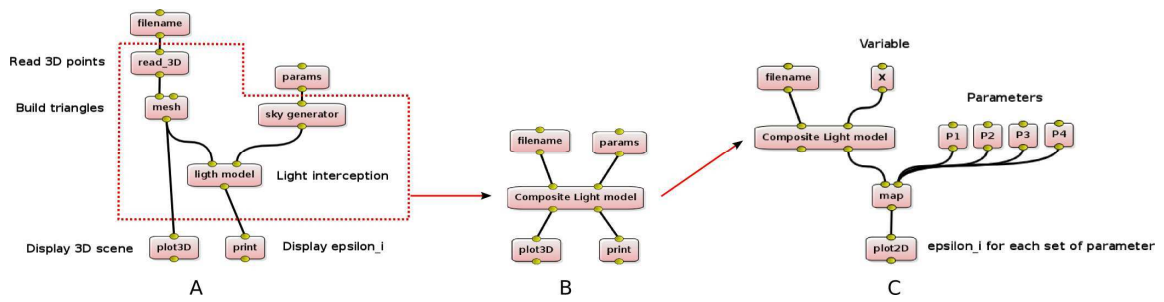 filename
Read 3D points
read_3D
params
Build triangles
mesh
sky generator
ligth model
Light interception
Display 3D scene
plot3D
print
Display epsilon_i
A
filename
params
Composite Light model
plot3D
print
B
Variable
filename
X
Parameters
Composite Light model
P1
P2
P3
P4
map
plot2D
epsilon_i for each set of parameter
C